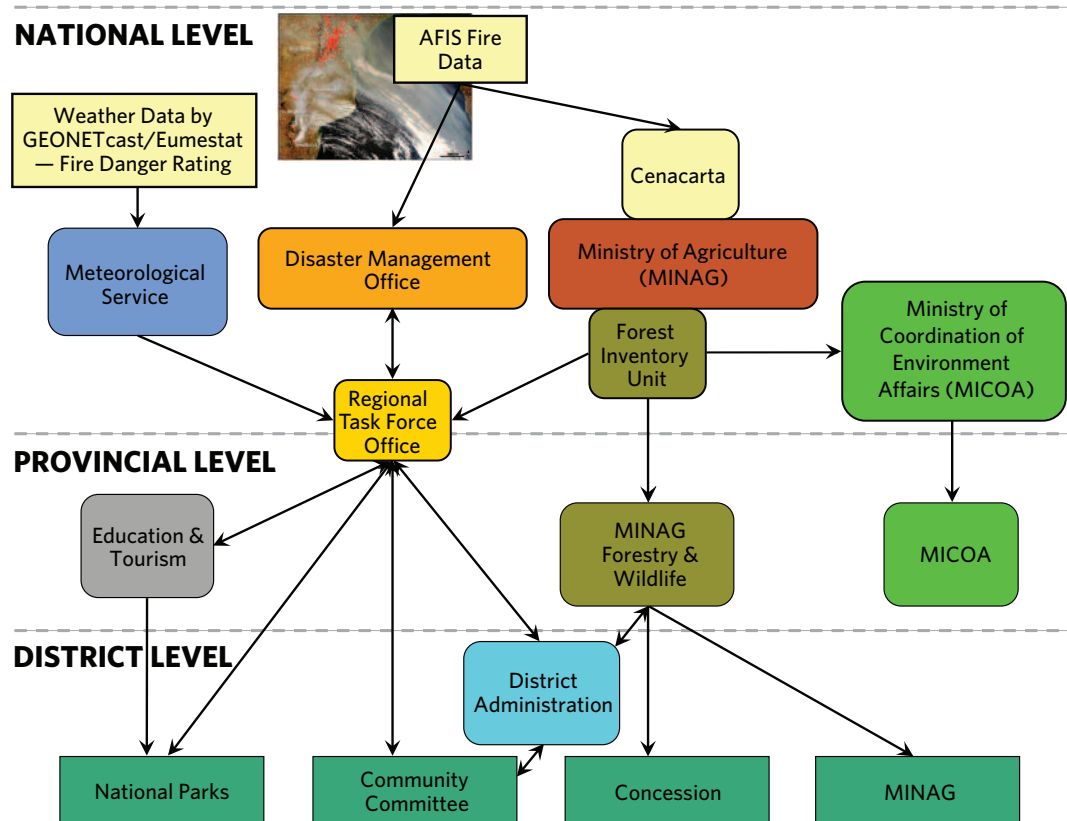 NATIONAL LEVEL
AFIS Fire
Data
Weather Data by
GEONETcast/Eumestat
— Fire Danger Rating
Cenacarta
Meteorological
Service
Disaster Management
Office
Ministry of Agriculture
(MINAG)
Forest
Inventory
Unit
Ministry of
Coordination of
Environment
Affairs (MICOA)
Regional
Task Force
Office
PROVINCIAL LEVEL
Education &
Tourism
MINAG
Forestry &
Wildlife
MICOA
DISTRICT LEVEL
District
Administration
National Parks
Community
Committee
Concession
MINAG